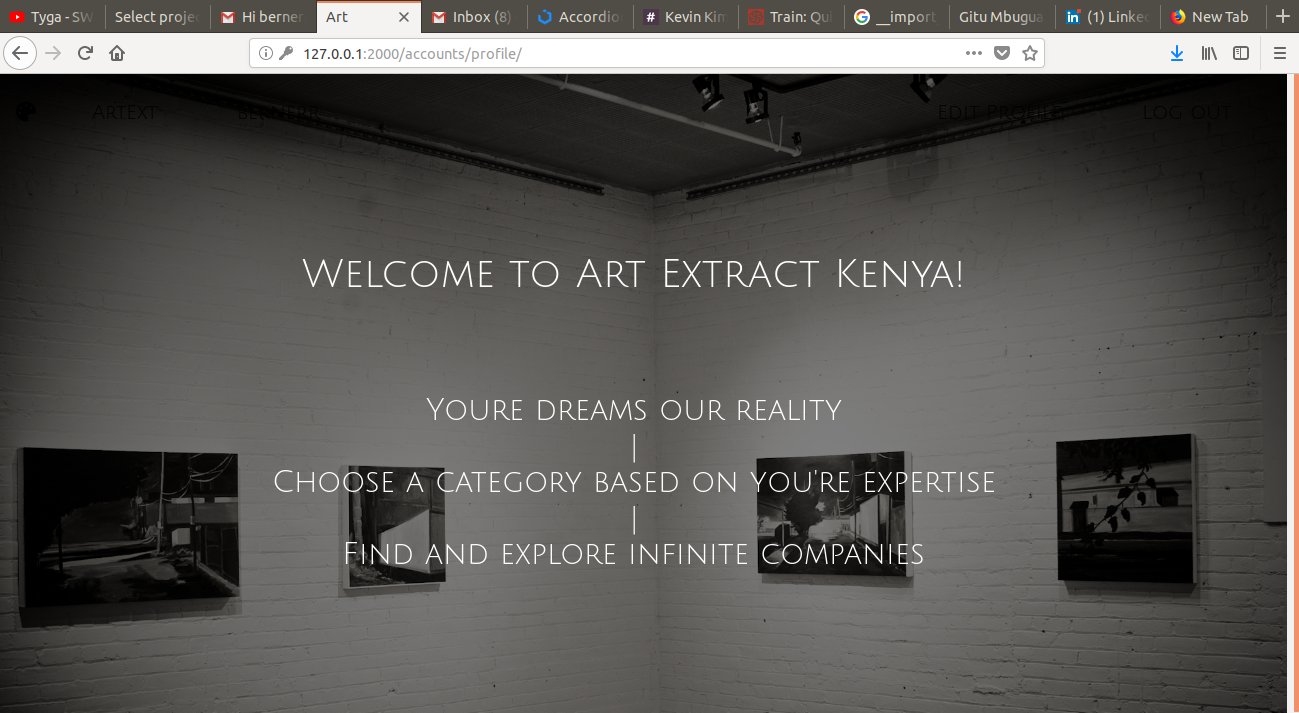 Tyga - SW
Select projec
Hi berner
Art
Inbox (8)
Accordio
Kevin Kim
Train: Qui
__import
Gitu Mbugua
(1) Linked
New Tab
127.0.0.1:2000/accounts/profile/
Artext
Bernerr
Edit Profile
Log out
Welcome to Art Extract Kenya!
Youre dreams our reality
|
Choose a category based on you're expertise
|
Find and explore infinite companies